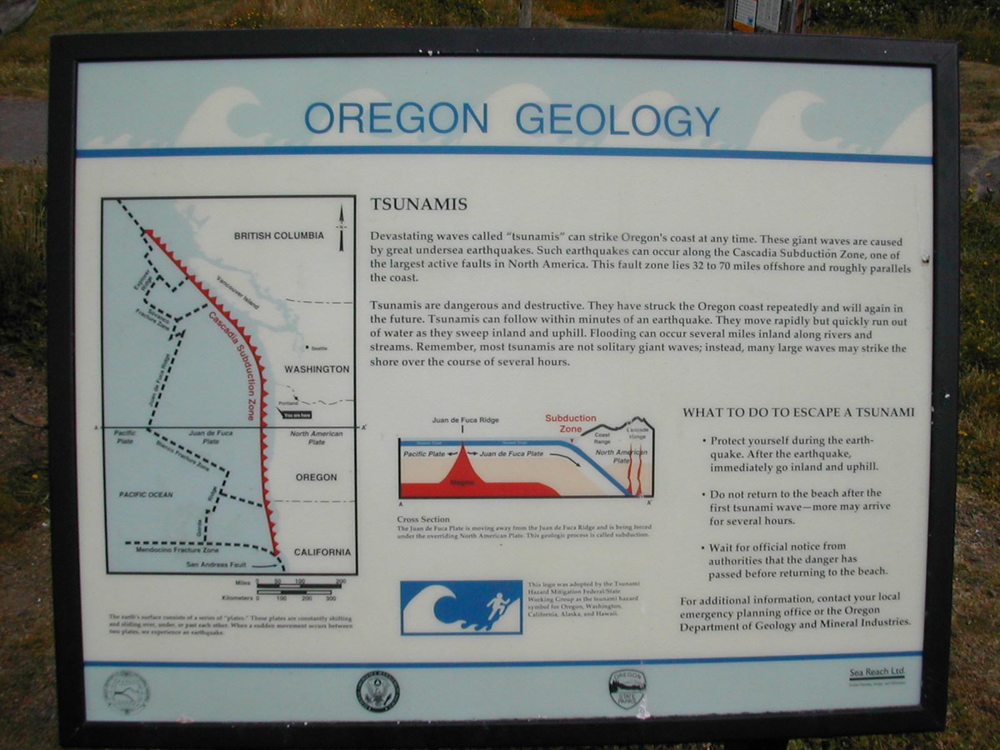 OREGON GEOLOGY
BRITISH COLUMBIA
N
Vancouver Island
Explorer
Ridge
Sovanco
Fracture Zone
Cascadia Subduction Zone
Seattle
WASHINGTON
Juan de Fuca Ridge
Portland
You are here
A
A'
Pacific
Plate
Juan de Fuca
Plate
North American
Plate
Blanco Fracture Zone
OREGON
PACIFIC OCEAN
Gorda
Ridge
Mendocino Fracture Zone
CALIFORNIA
San Andreas Fault
Miles 0 50 100 200
Kilometers 0 100 200 300
The earth's surface consists of a series of "plates." These plates are constantly shifting
and sliding over, under, or past each other. When a sudden movement occurs between
two plates, we experience an earthquake.
TSUNAMIS
Devastating waves called “tsunamis” can strike Oregon's coast at any time. These giant waves are caused
by great undersea earthquakes. Such earthquakes can occur along the Cascadia Subduction Zone, one of
the largest active faults in North America. This fault zone lies 32 to 70 miles offshore and roughly parallels
the coast.
Tsunamis are dangerous and destructive. They have struck the Oregon coast repeatedly and will again in
the future. Tsunamis can follow within minutes of an earthquake. They move rapidly but quickly run out
of water as they sweep inland and uphill. Flooding can occur several miles inland along rivers and
streams. Remember, most tsunamis are not solitary giant waves; instead, many large waves may strike the
shore over the course of several hours.
Juan de Fuca Ridge
Subduction
Zone
Coast
Range
Cascade
Range
Oceanic Crust
Oceanic Crust
Pacific Plate
Juan de Fuca Plate
North American
Plate
Magma
A
A'
Cross Section
The Juan de Fuca Plate is moving away from the Juan de Fuca Ridge and is being forced
under the overriding North American Plate. This geologic process is called subduction.
This logo was adopted by the Tsunami
Hazard Mitigation Federal/State
Working Group as the tsunami hazard
symbol for Oregon, Washington,
California, Alaska, and Hawaii.
WHAT TO DO TO ESCAPE A TSUNAMI
• Protect yourself during the earth-
quake. After the earthquake,
immediately go inland and uphill.
• Do not return to the beach after the
first tsunami wave—more may arrive
for several hours.
• Wait for official notice from
authorities that the danger has
passed before returning to the beach.
For additional information, contact your local
emergency planning office or the Oregon
Department of Geology and Mineral Industries.
OREGON
STATE
PARKS
Sea Reach Ltd.